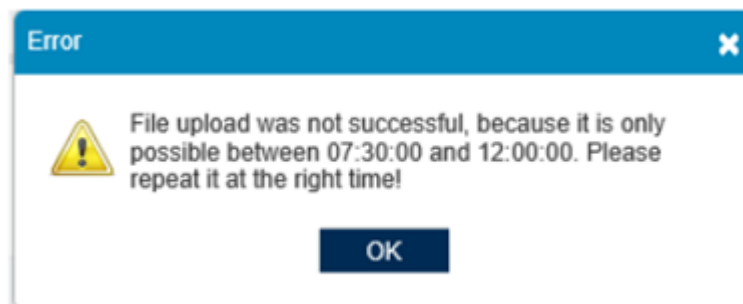 Error
File upload was not successful, because it is only
possible between 07:30:00 and 12:00:00. Please
repeat it at the right time!
OK